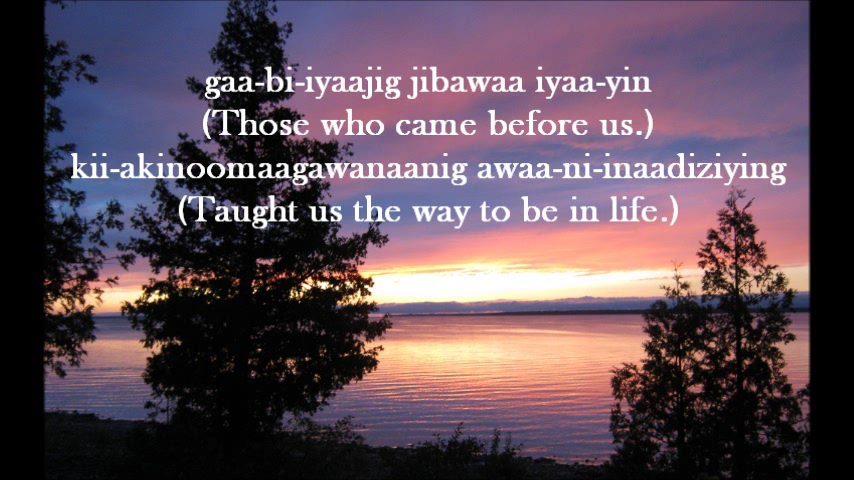 gaa-bi-iyaajig jibawaa iyaa-yin
(Those who came before us.)
kii-akinoomaagawanaanig awaa-ni-inaadiziying
(Taught us the way to be in life.)